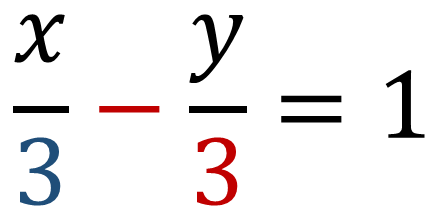 x/3 − y/3 = 1